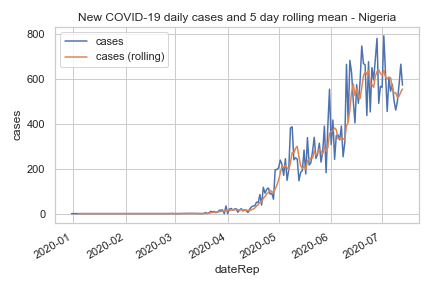 New COVID-19 daily cases and 5 day rolling mean - Nigeria
cases
cases (rolling)
800
600
400
200
0
cases
2020-01
2020-02
2020-03
2020-04
2020-05
2020-06
2020-07
dateRep